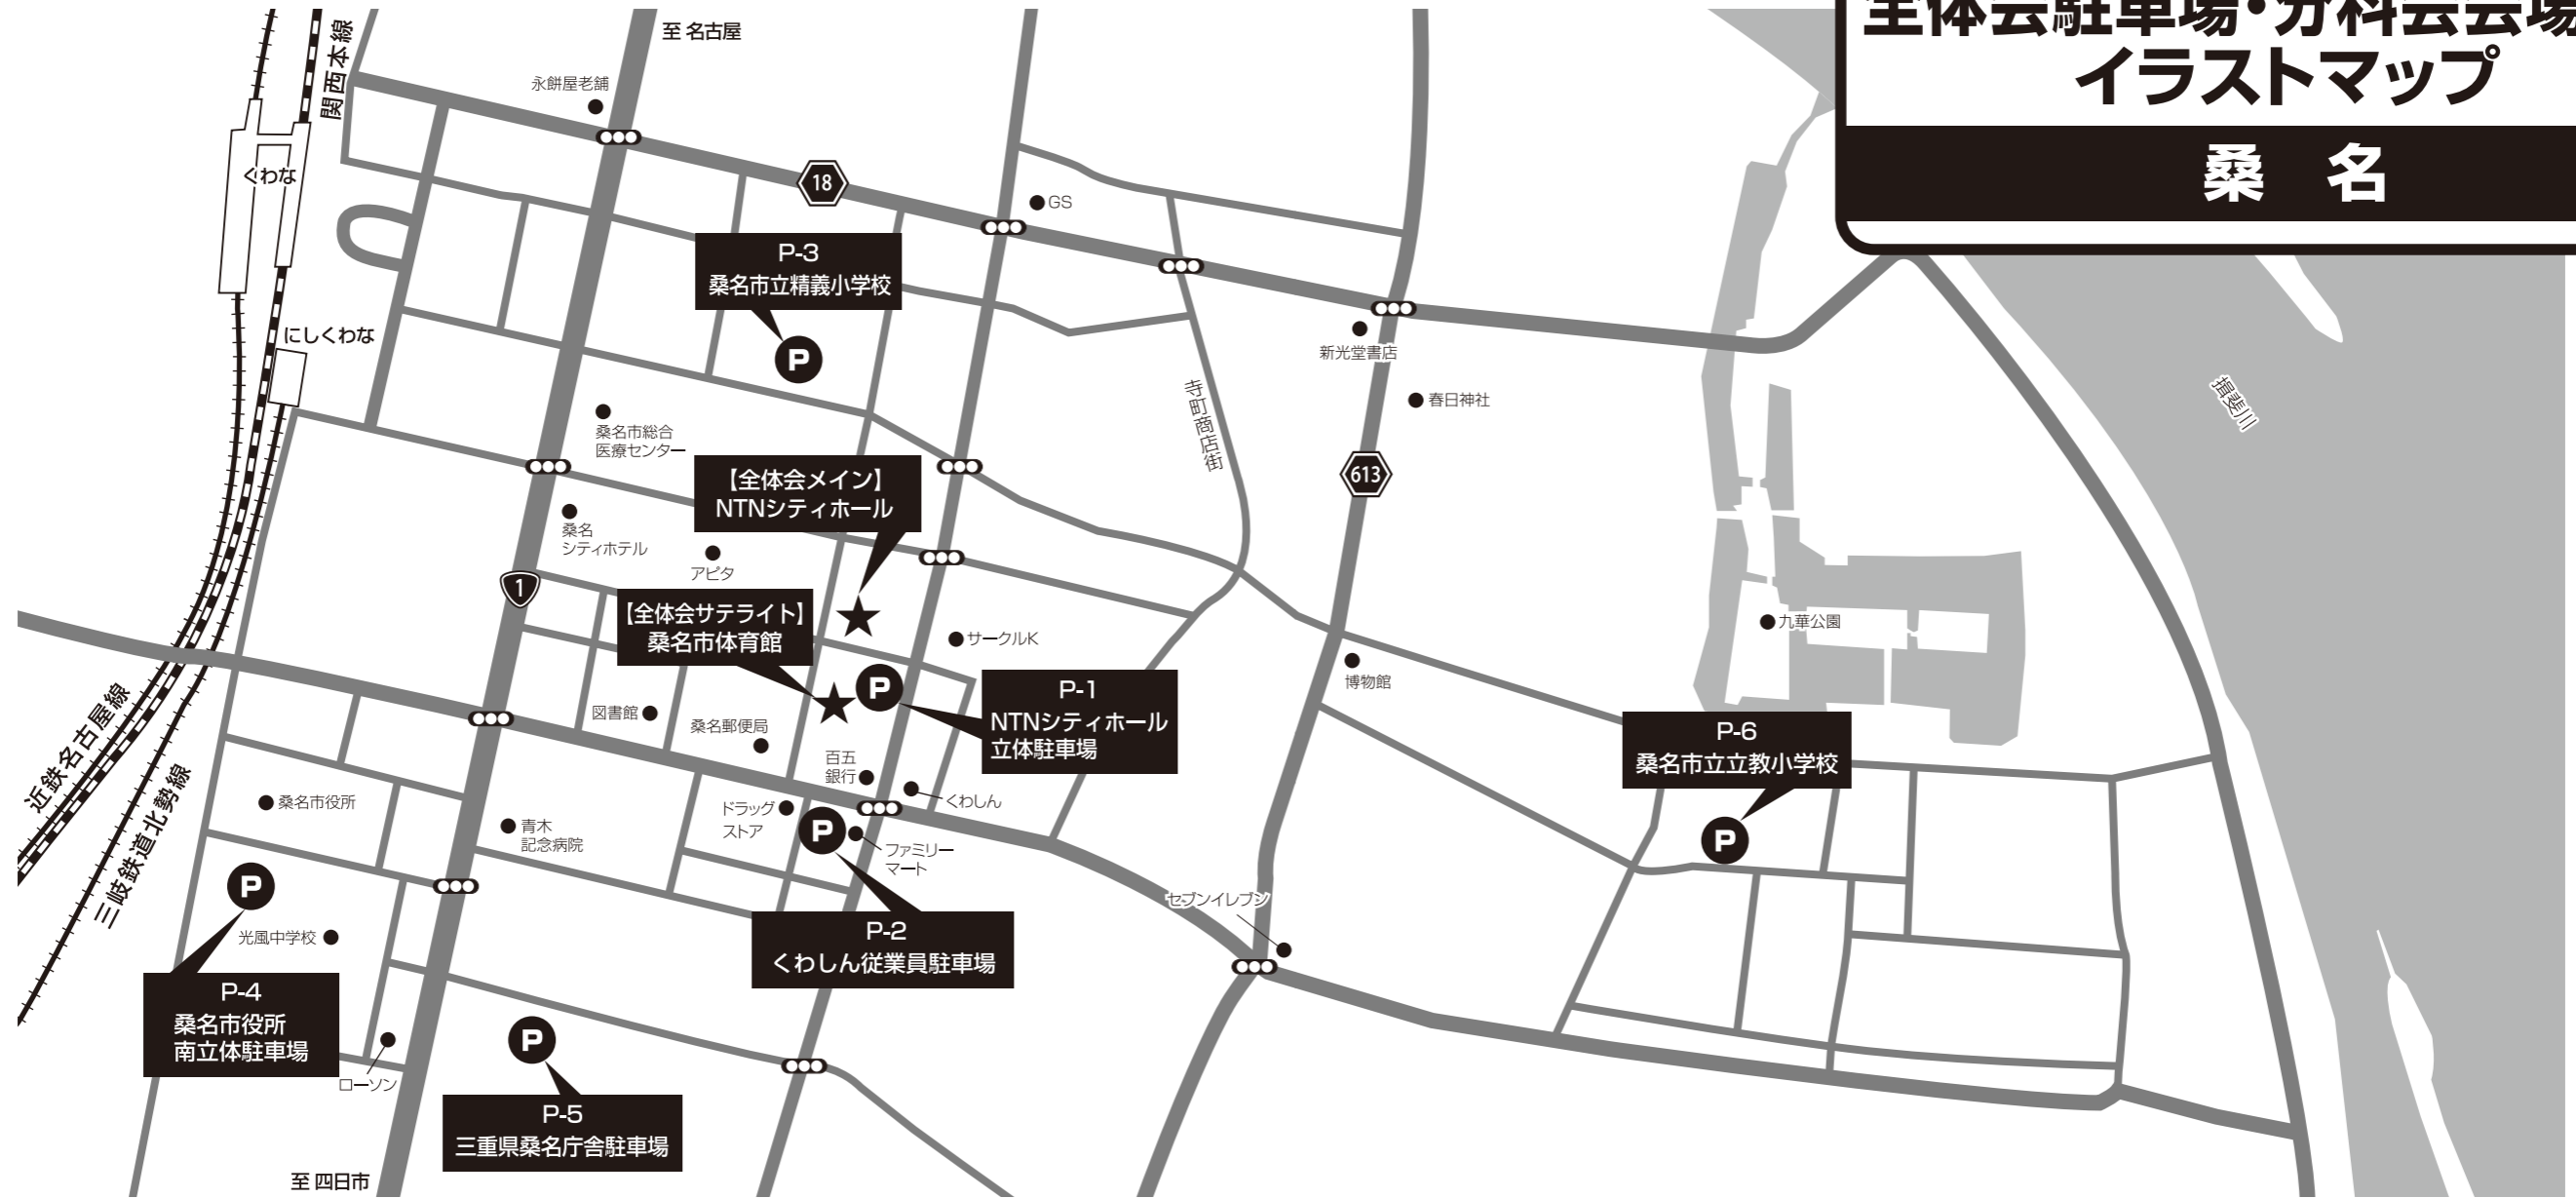 全体会駐車場・分科会会場
イラストマップ
桑 名
至 名古屋
関西本線
永餅屋老舗
くわな
18
GS
P-3
桑名市立精義小学校
P
にしくわな
新光堂書店
寺町商店街
春日神社
揖斐川
桑名市総合
医療センター
【全体会メイン】
NTNシティホール
613
桑名
シティホテル
アピタ
1
【全体会サテライト】
桑名市体育館
サークルK
九華公園
P
P-1
NTNシティホール
立体駐車場
博物館
図書館
桑名郵便局
近鉄名古屋線
三岐鉄道北勢線
百五
銀行
P-6
桑名市立立教小学校
P
桑名市役所
青木
記念病院
ドラッグ
ストア
くわしん
P
ファミリー
マート
P
セブンイレブン
光風中学校
P-2
くわしん従業員駐車場
P-4
桑名市役所
南立体駐車場
ローソン
P
P-5
三重県桑名庁舎駐車場
至 四日市